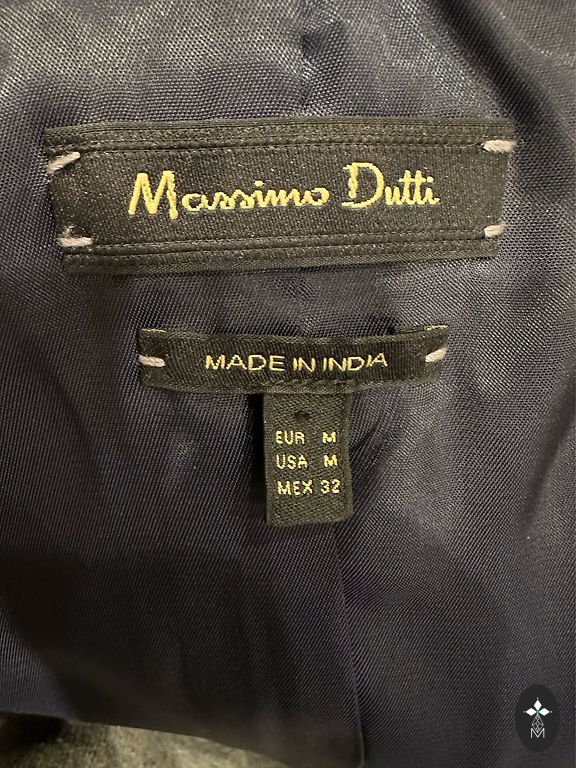 Massimo Dutti
MADE IN INDIA
EUR M
USA M
MEX 32
M